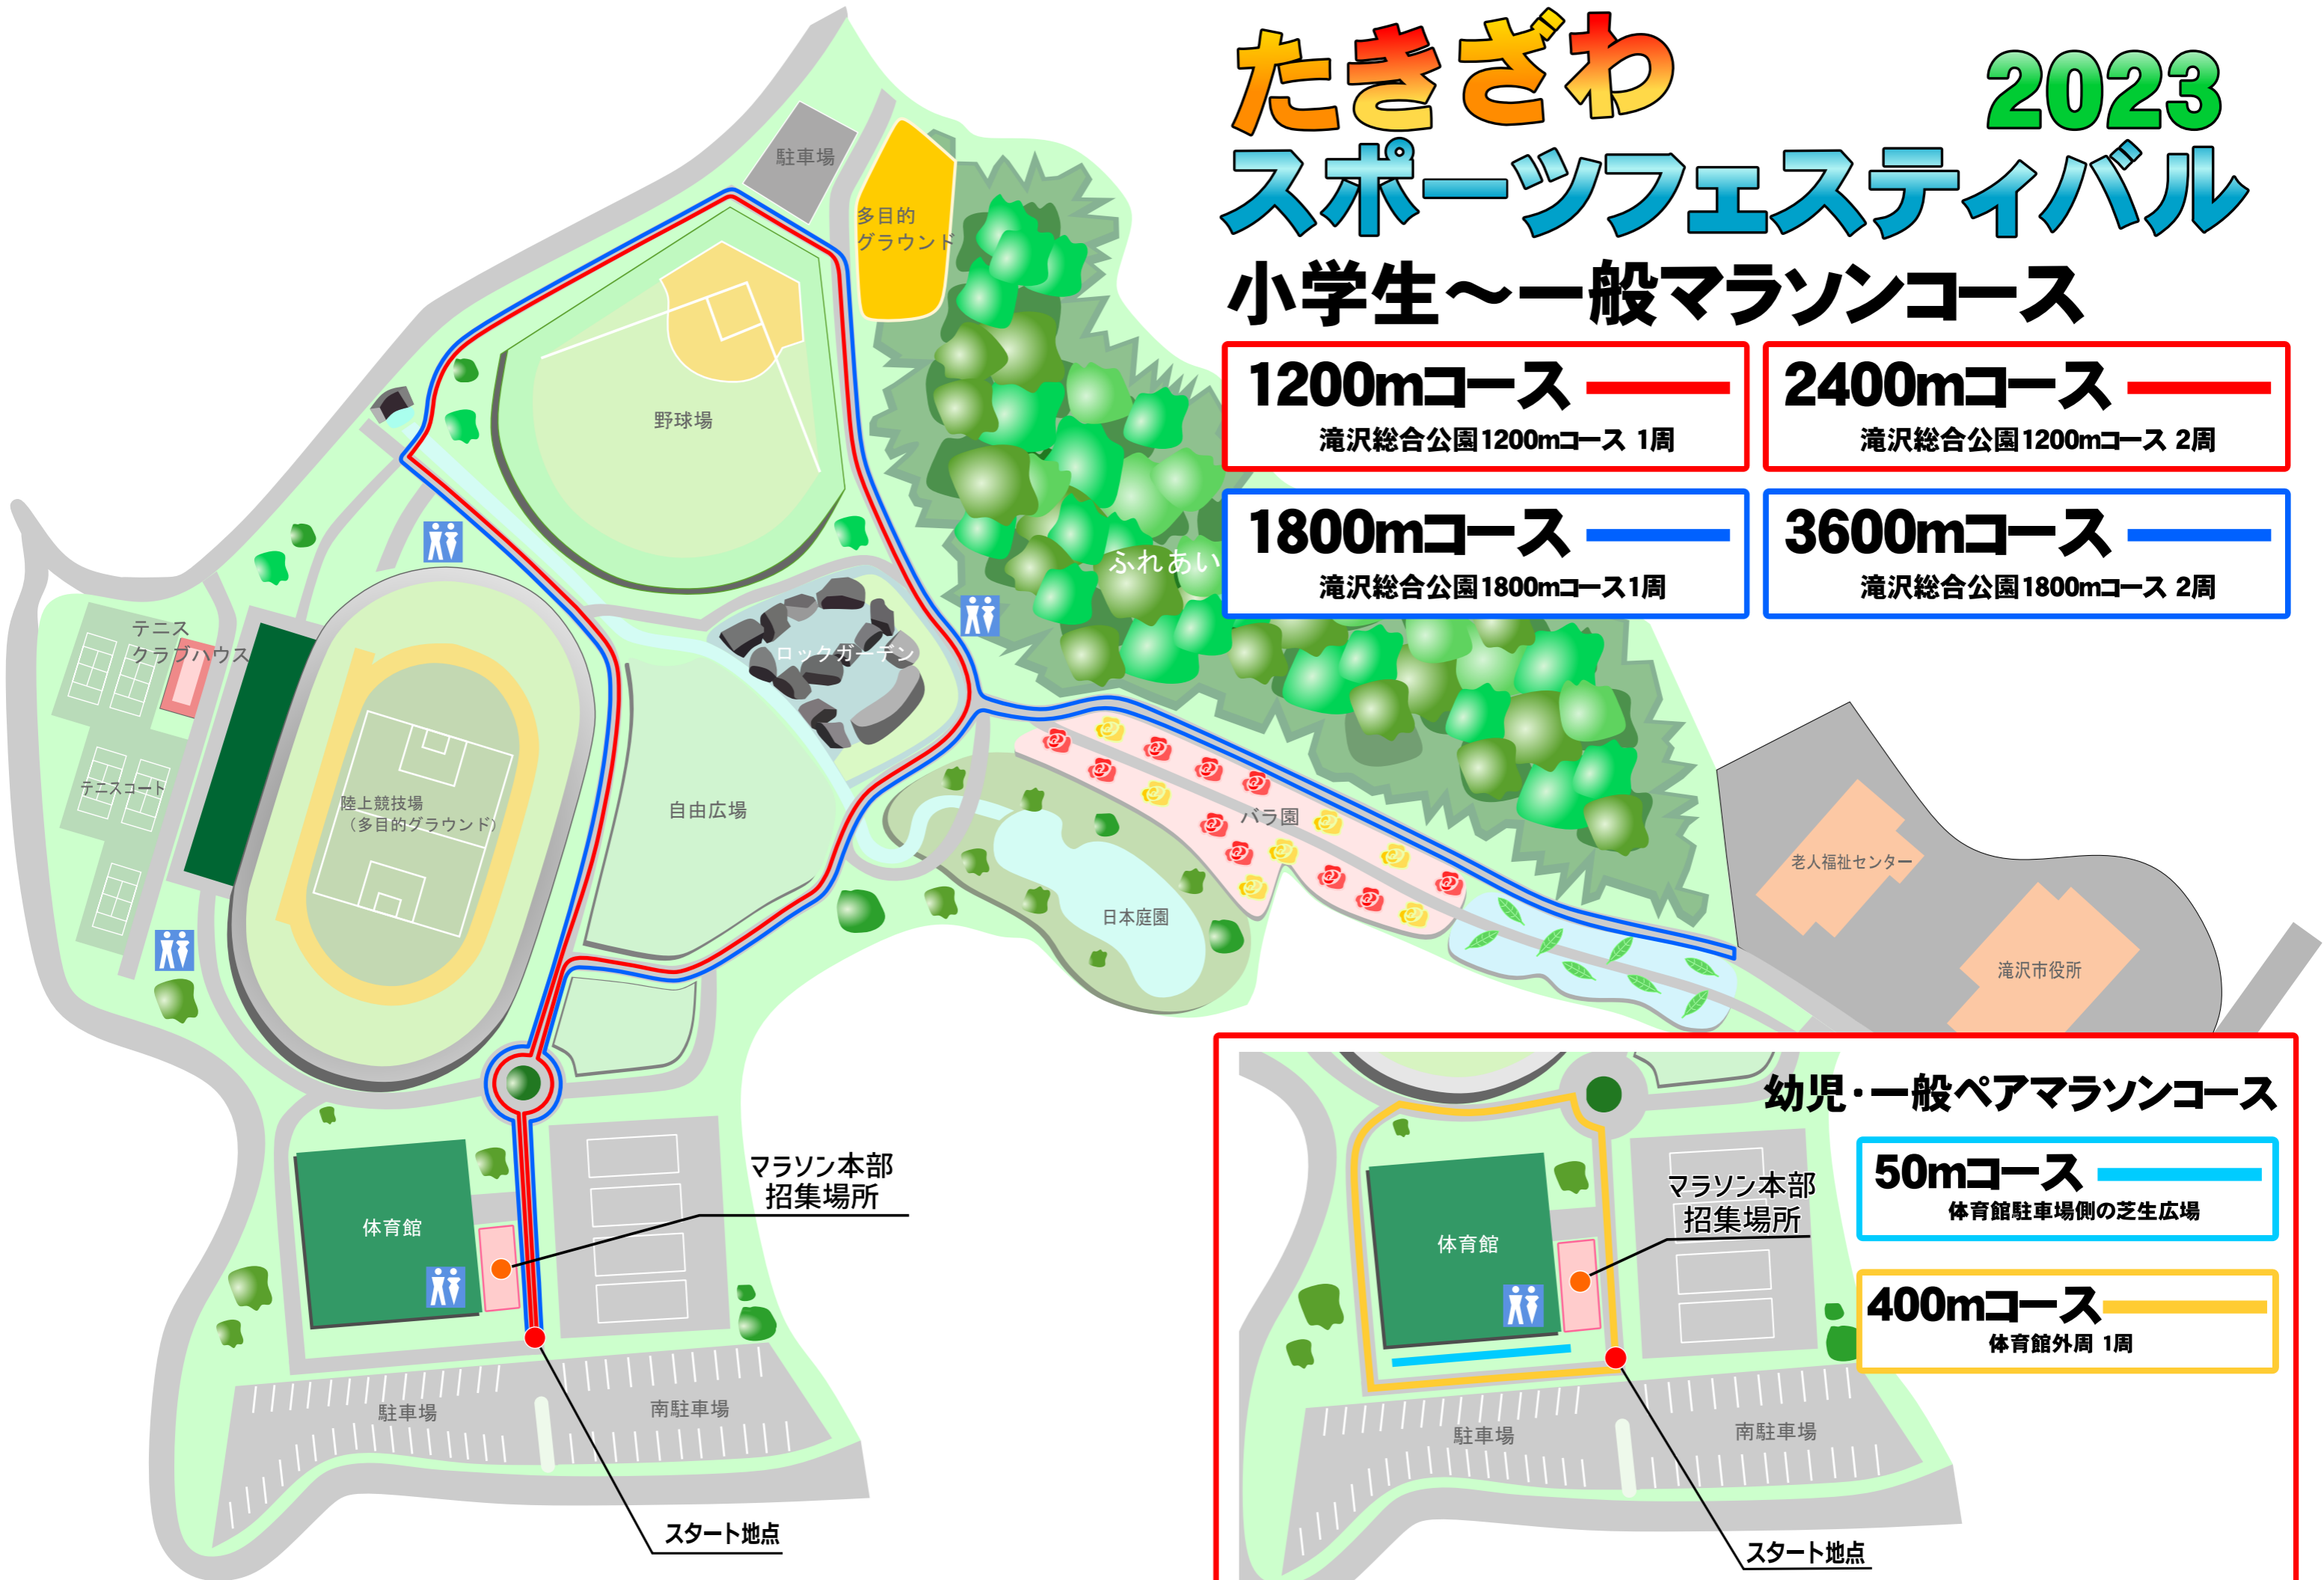 たきざわ 2023
スポーツフェスティバル
小学生～一般マラソンコース
1200mコース
滝沢総合公園1200mコース 1周
2400mコース
滝沢総合公園1200mコース 2周
1800mコース
滝沢総合公園1800mコース1周
3600mコース
滝沢総合公園1800mコース 2周
駐車場
多目的
グラウンド
野球場
ふれあい
テニス
クラブハウス
ロックガーデン
テニスコート
陸上競技場
（多目的グラウンド）
自由広場
バラ園
日本庭園
老人福祉センター
滝沢市役所
マラソン本部
招集場所
体育館
駐車場
南駐車場
スタート地点
幼児・一般ペアマラソンコース
50mコース
体育館駐車場側の芝生広場
400mコース
体育館外周 1周
マラソン本部
招集場所
体育館
駐車場
南駐車場
スタート地点